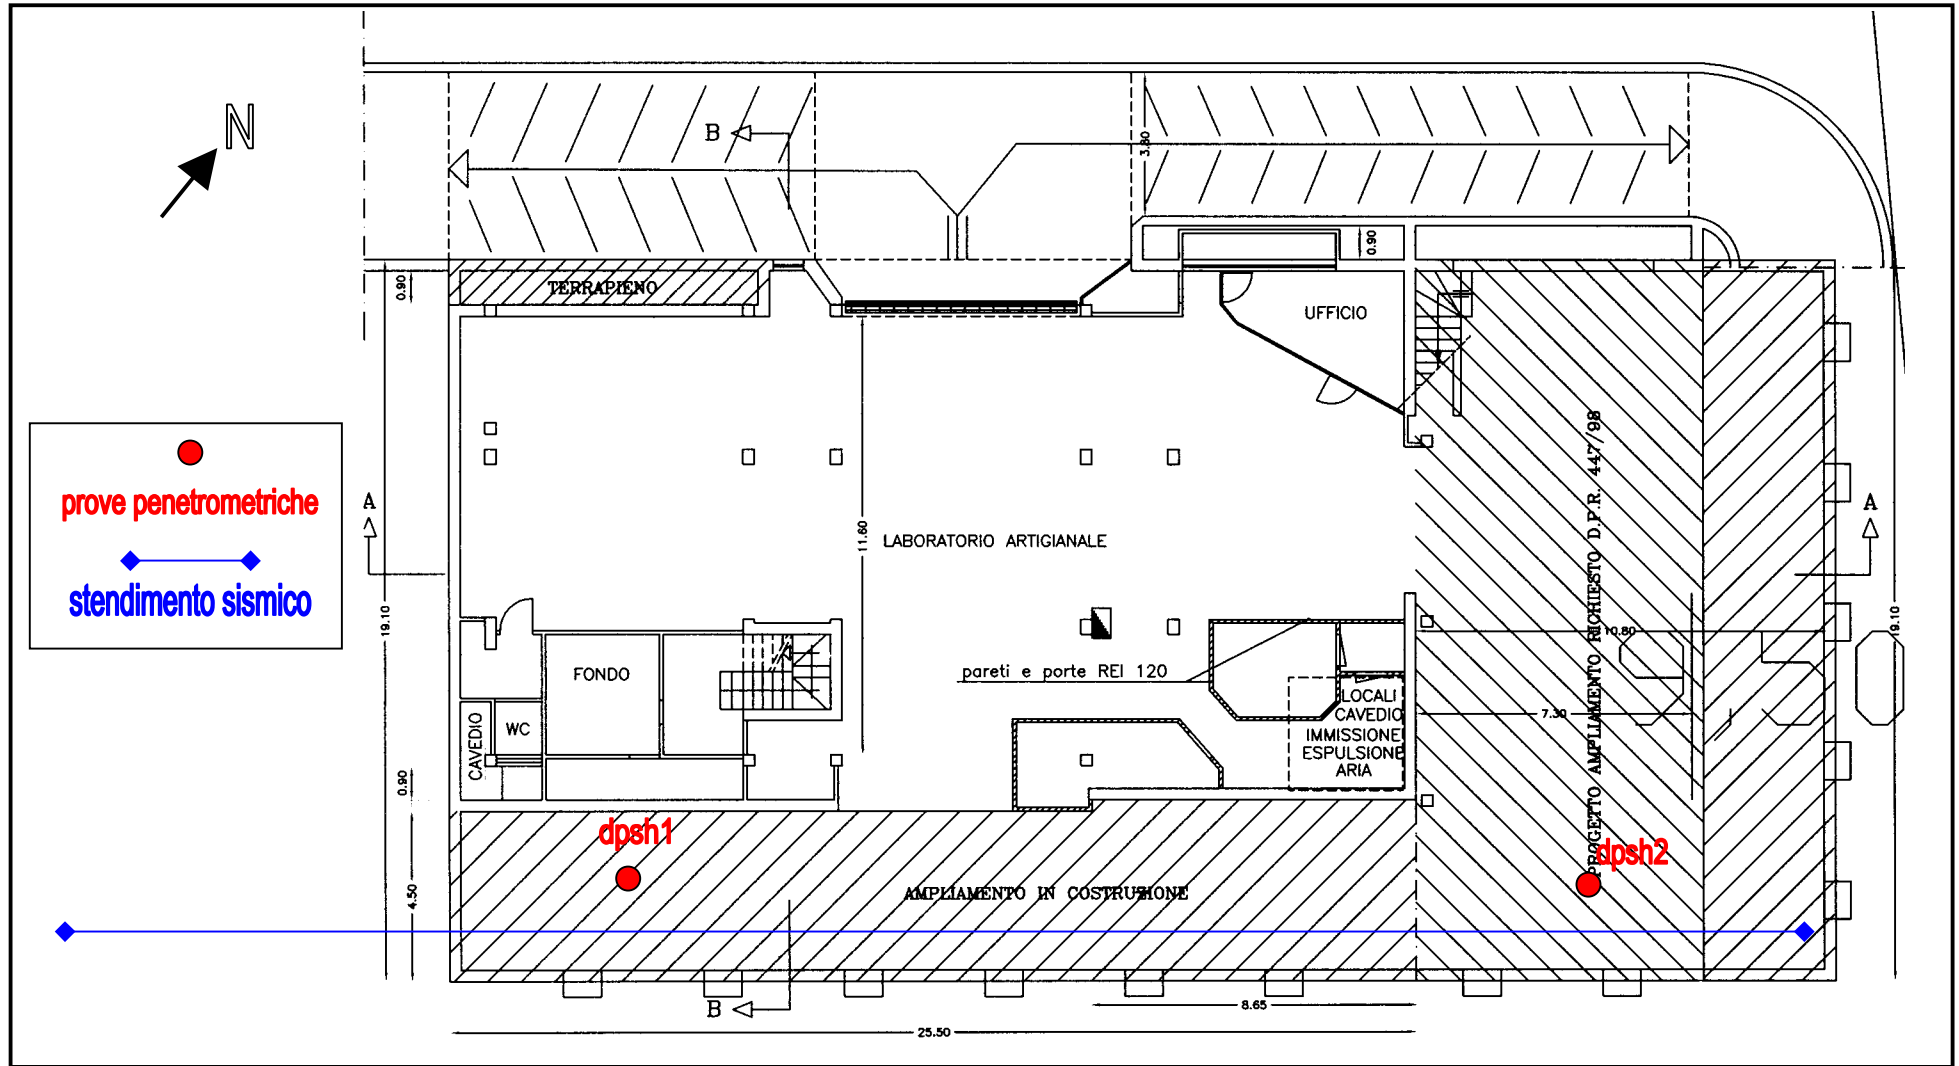 N
B
3.80
0.90
0.90
TERRAPIENO
UFFICIO
prove penetrometriche
stendimento sismico
A
A
11.60
LABORATORIO ARTIGIANALE
PROGETTO AMPLIAMENTO RICHIESTO D.P.R. 447/98
19.10
19.10
10.80
FONDO
pareti e porte REI 120
WC
CAVEDIO
LOCALI
CAVEDIO
IMMISSIONE
ESPULSIONE
ARIA
7.30
0.90
dpsh1
dpsh2
4.50
AMPLIAMENTO IN COSTRUZIONE
B
8.65
25.50